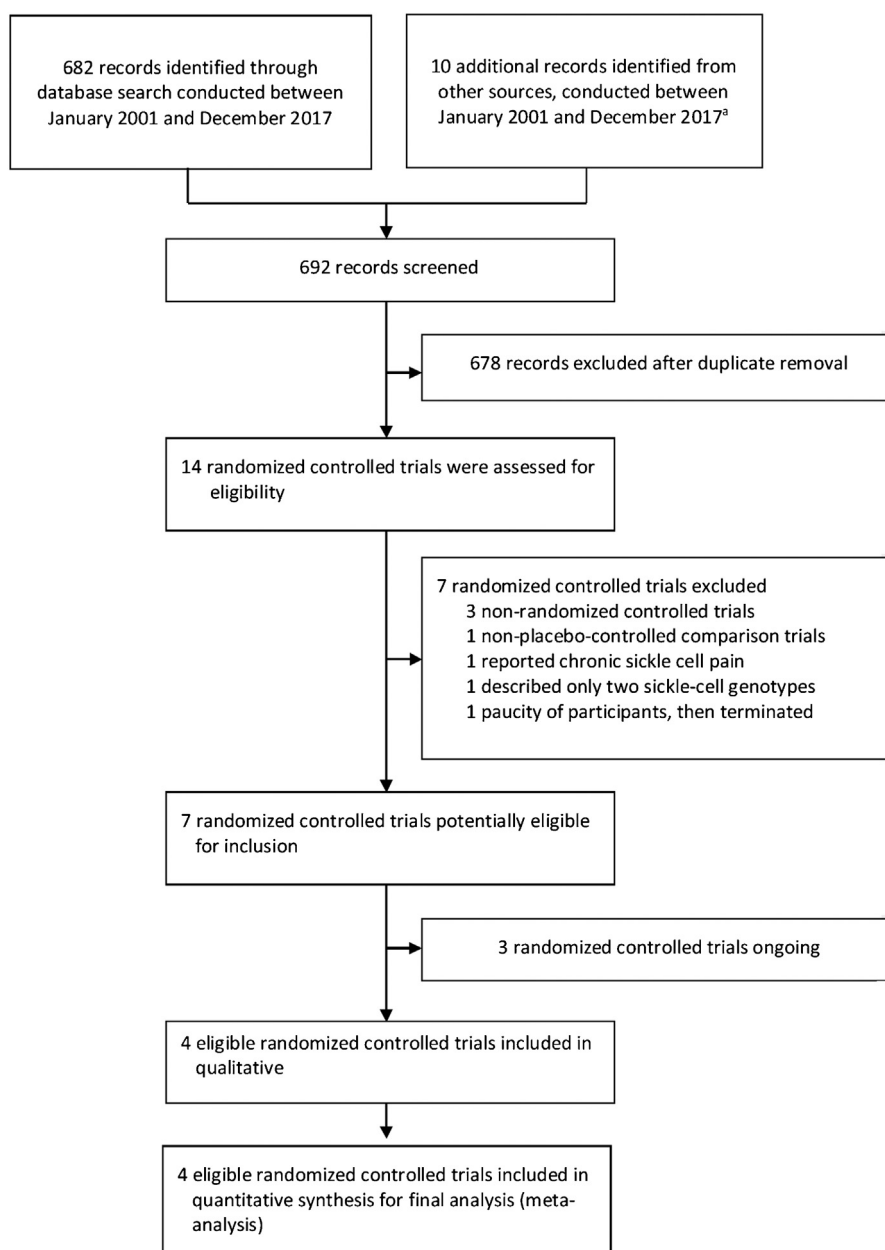 682 records identified through
database search conducted between
January 2001 and December 2017
10 additional records identified from
other sources, conducted between
January 2001 and December 2017ᵃ
692 records screened
678 records excluded after duplicate removal
14 randomized controlled trials were assessed for
eligibility
7 randomized controlled trials excluded
3 non-randomized controlled trials
1 non-placebo-controlled comparison trials
1 reported chronic sickle cell pain
1 described only two sickle-cell genotypes
1 paucity of participants, then terminated
7 randomized controlled trials potentially eligible
for inclusion
3 randomized controlled trials ongoing
4 eligible randomized controlled trials included in
qualitative
4 eligible randomized controlled trials included in
quantitative synthesis for final analysis (meta-
analysis)